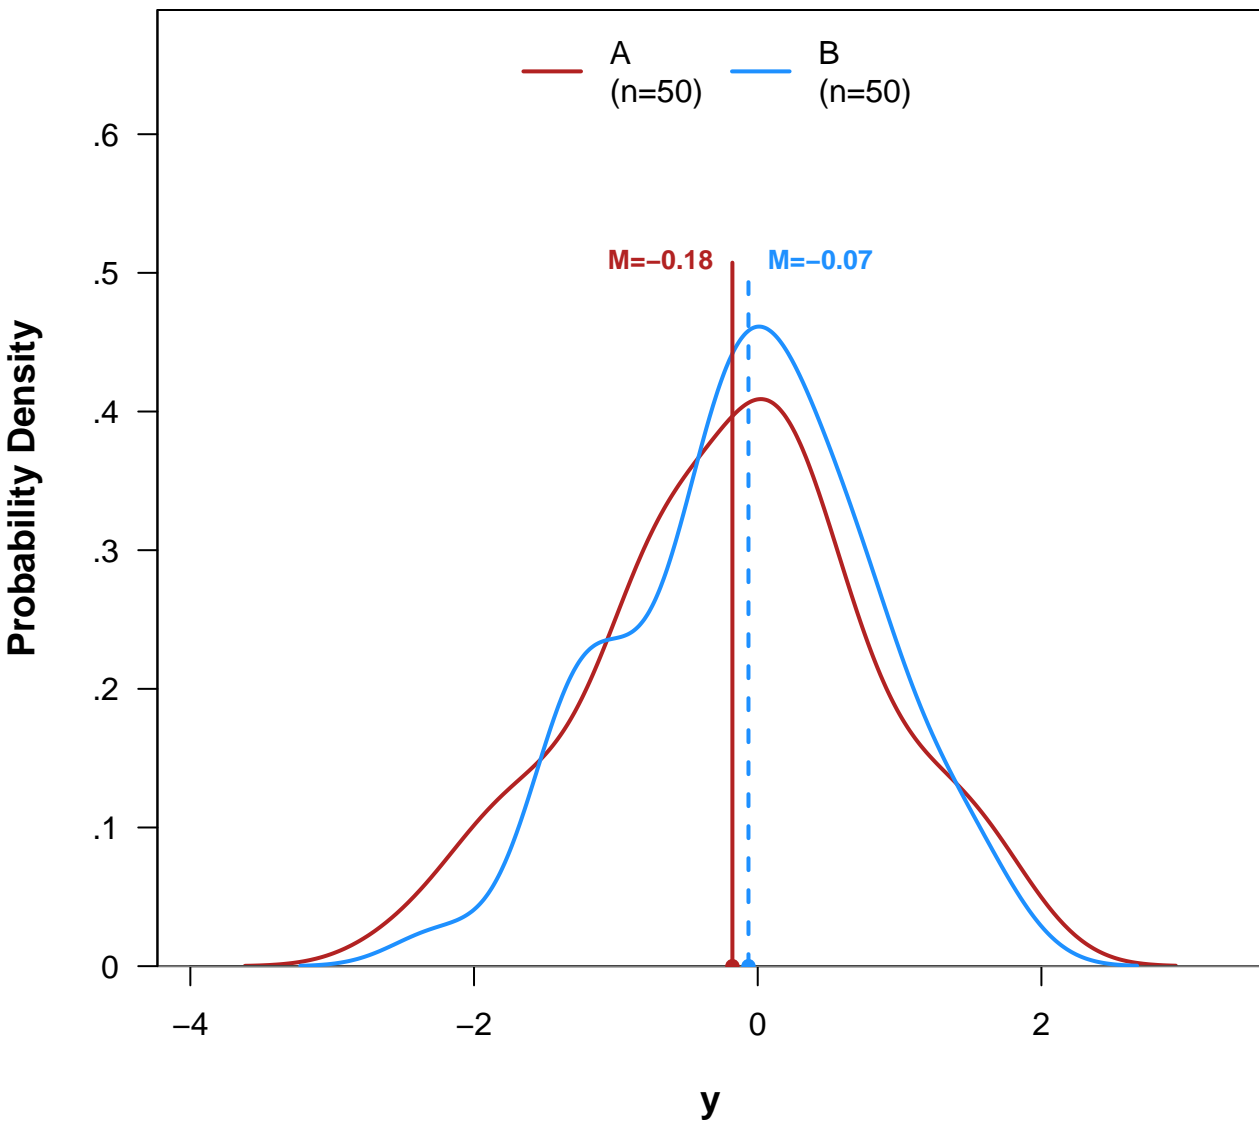 A
(n=50)
B
(n=50)
.6
.5
.4
.3
.2
.1
0
M=−0.18
M=−0.07
Probability Density
−4
−2
0
2
y